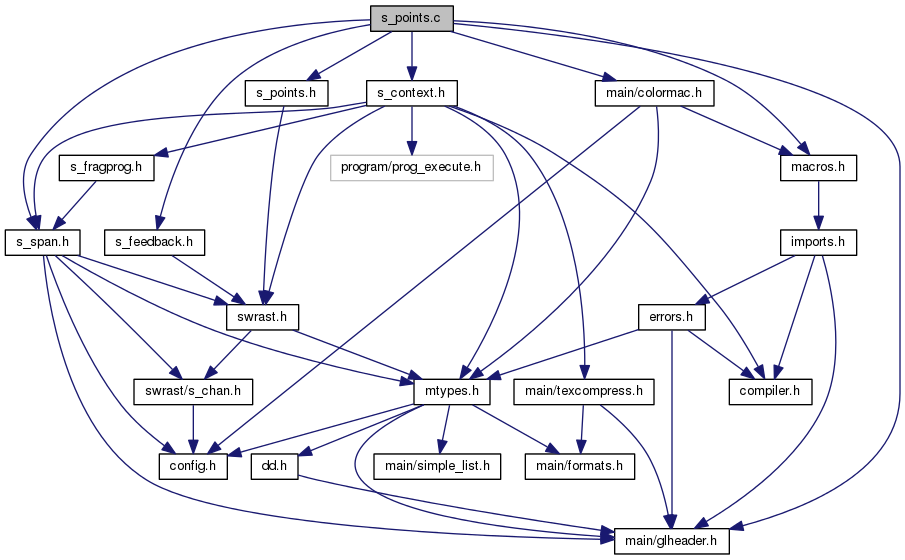 s_points.c
s_points.h
s_context.h
main/colormac.h
s_fragprog.h
program/prog_execute.h
macros.h
s_span.h
s_feedback.h
imports.h
swrast.h
errors.h
swrast/s_chan.h
mtypes.h
main/texcompress.h
compiler.h
config.h
dd.h
main/simple_list.h
main/formats.h
main/glheader.h